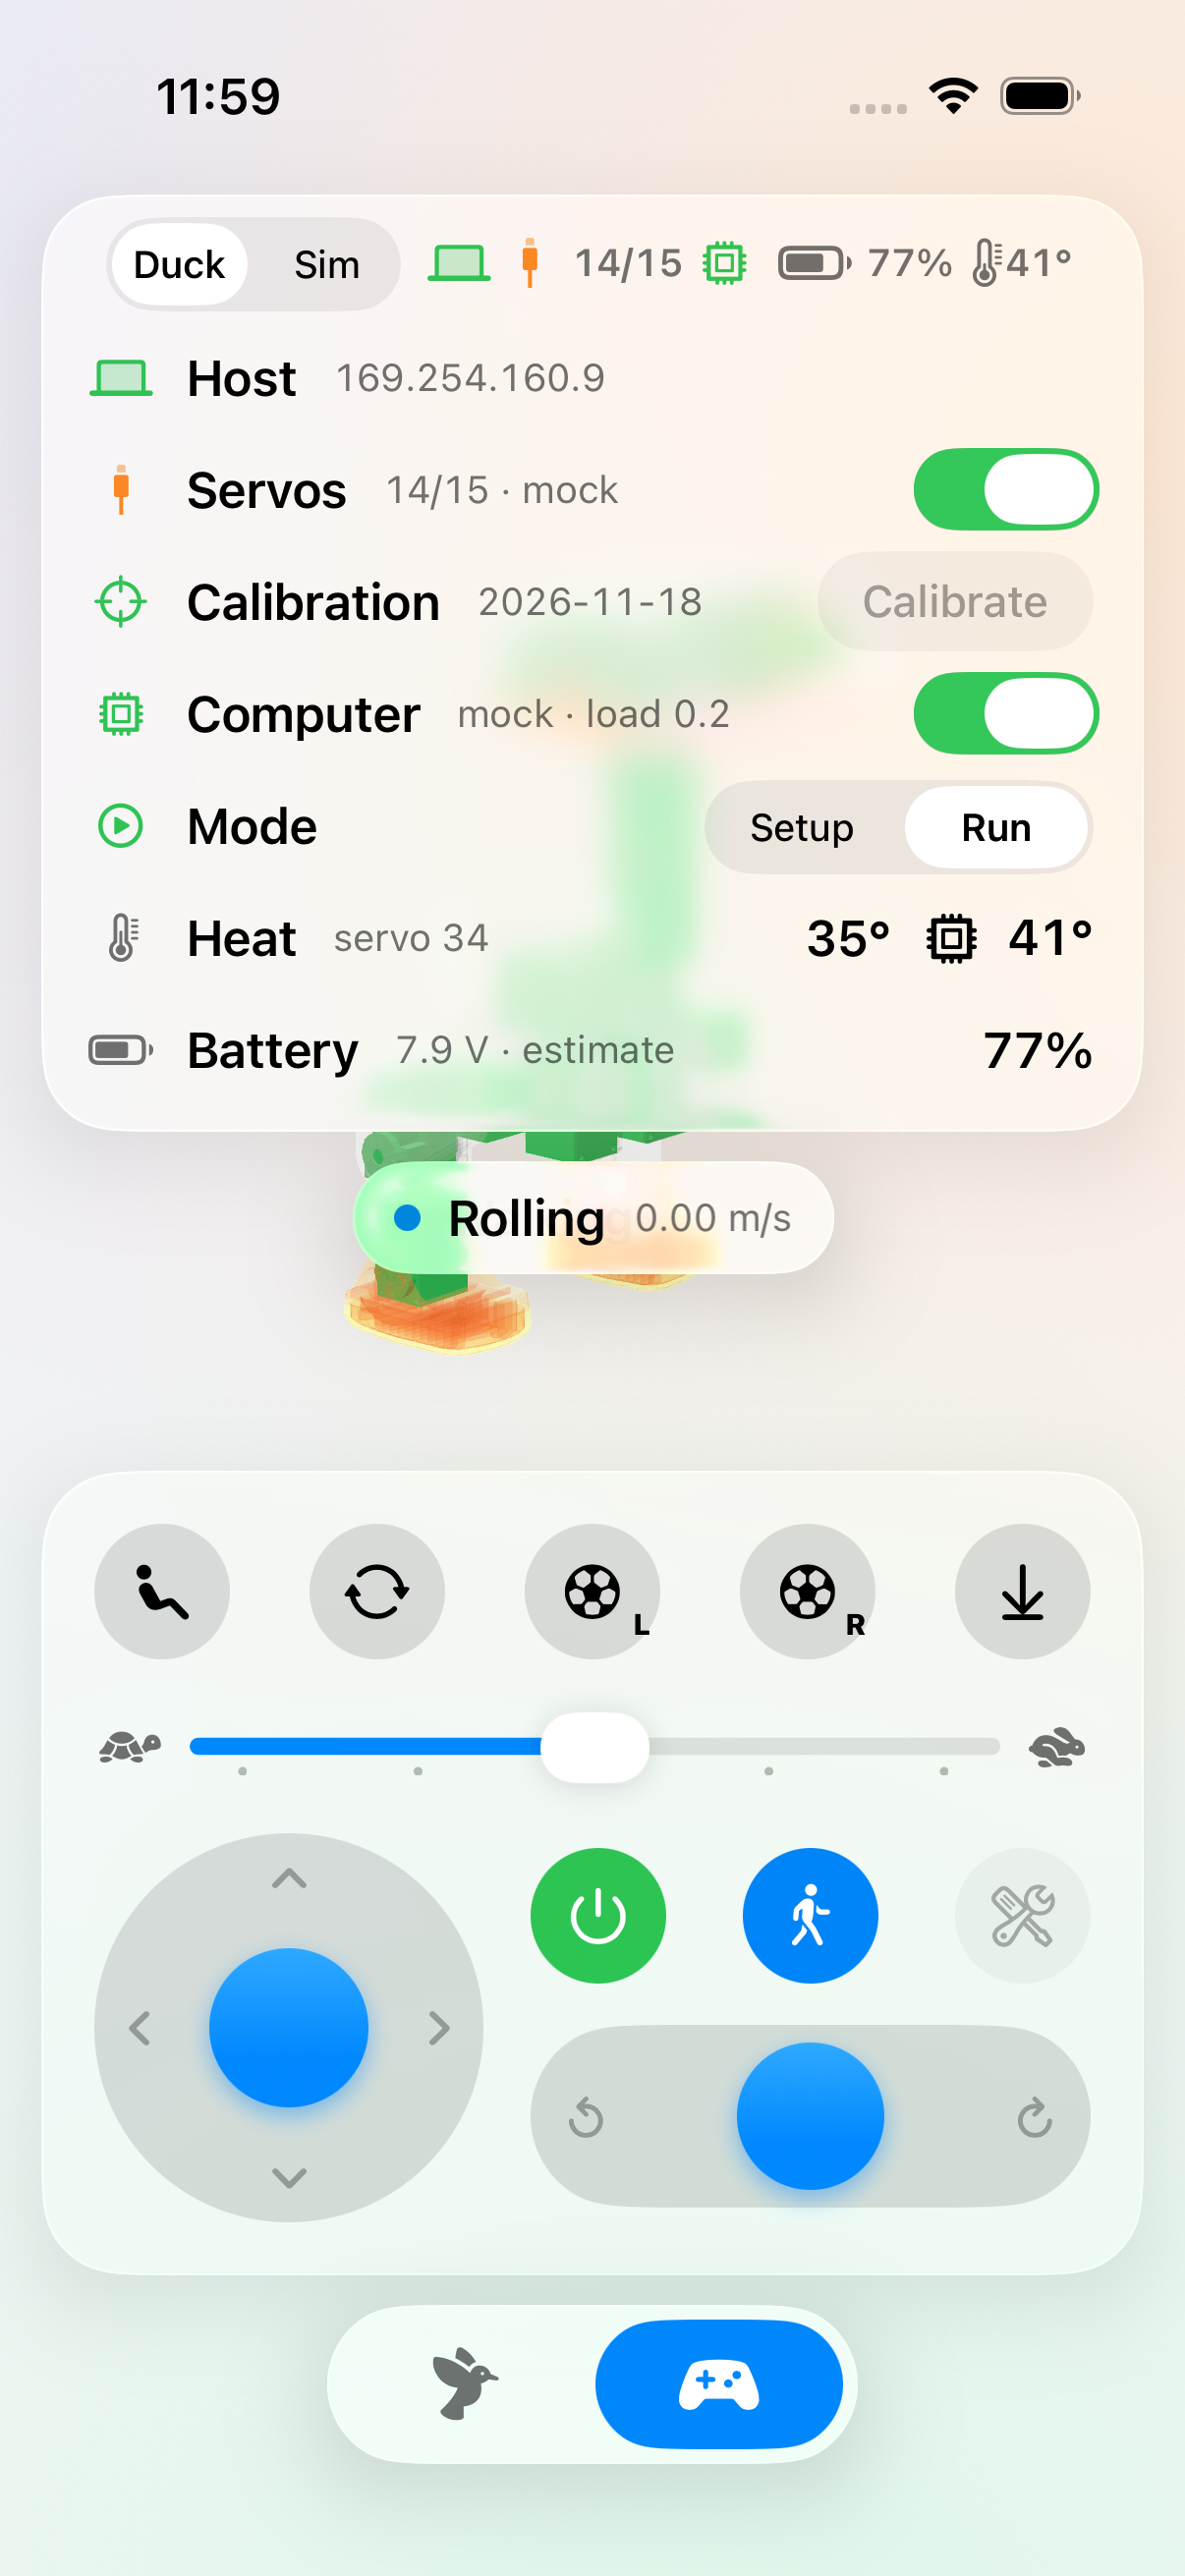 11:59
Duck Sim 14/15 77% 41°
Host 169.254.160.9
Servos 14/15 · mock
Calibration 2026-11-18 Calibrate
Computer mock · load 0.2
Mode Setup Run
Heat servo 34 35° 41°
Battery 7.9 V · estimate 77%
Rolling 0.00 m/s
L R